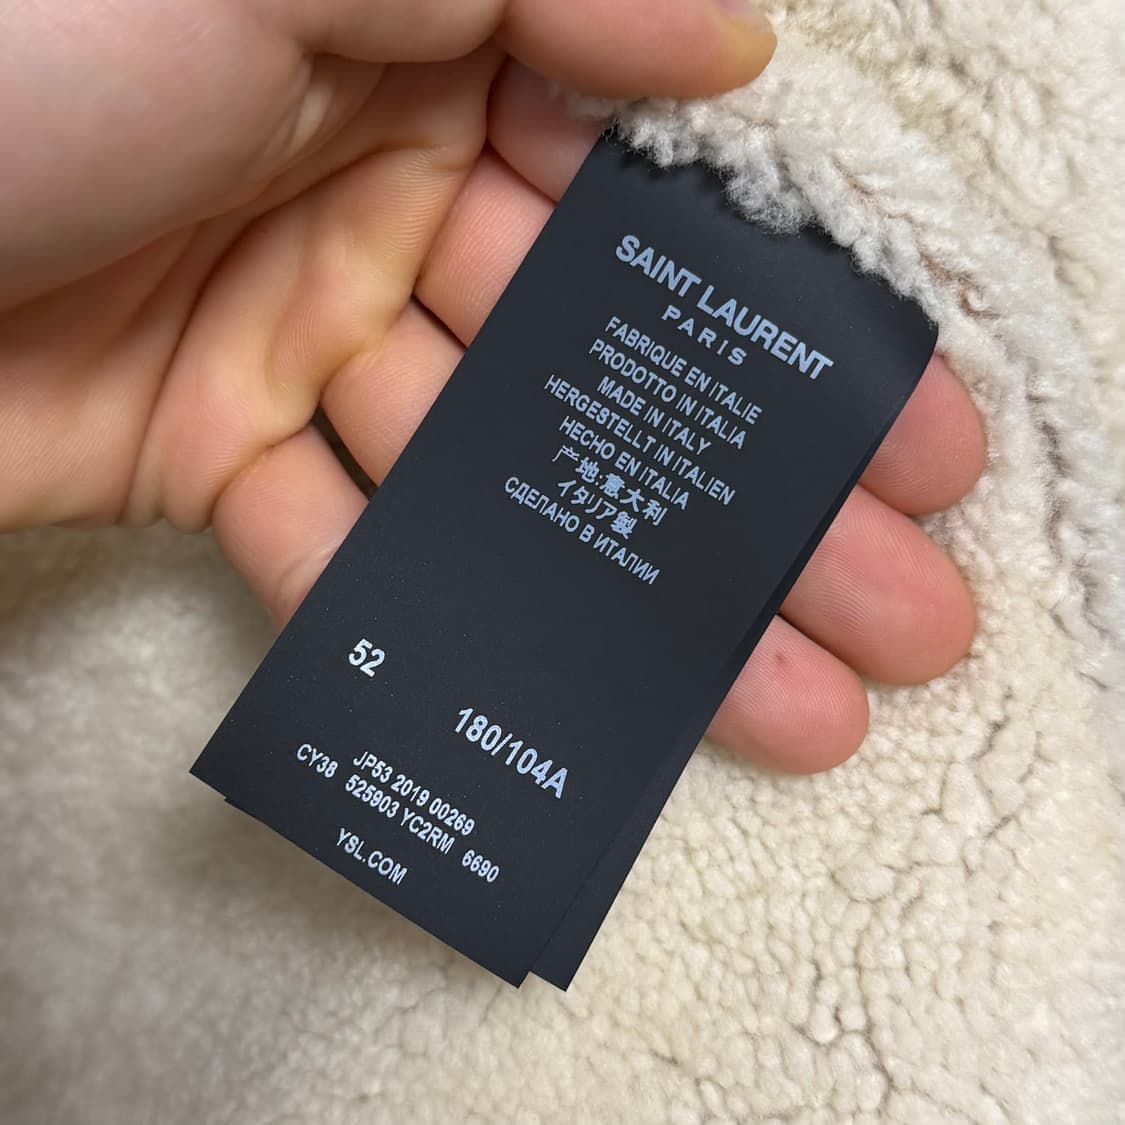 SAINT LAURENT
PARIS
FABRIQUE EN ITALIE
PRODOTTO IN ITALIA
MADE IN ITALY
HERGESTELLT IN ITALIEN
HECHO EN ITALIA
产地:意大利
イタリア製
СДЕЛАНО В ИТАЛИИ
52
180/104A
JP53 2019 00269
CY38 525903 YC2RM 6690
YSL.COM